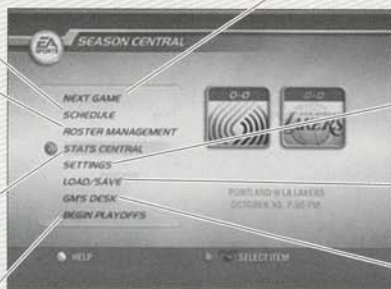 EA
SPORTS
SEASON CENTRAL
NEXT GAME
SCHEDULE
ROSTER MANAGEMENT
STATS CENTRAL
SETTINGS
LOAD/SAVE
GM'S DESK
BEGIN PLAYOFFS
0-0
0-0
LAKERS
PORTLAND @ LA LAKERS
OCTOBER 30, 7:30 PM
HELP
SELECT ITEM